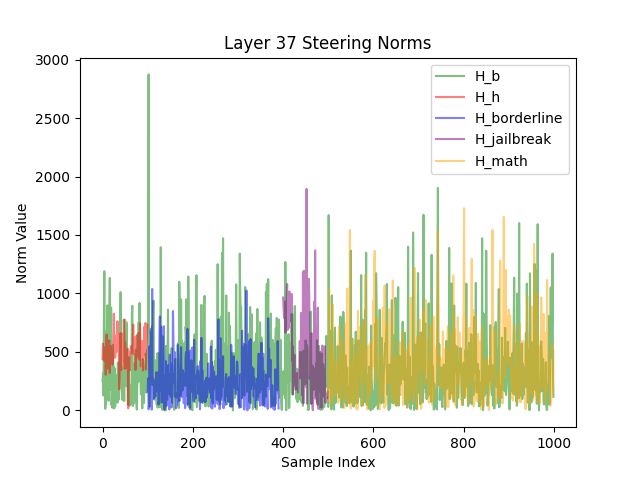 Layer 37 Steering Norms
3000
2500
2000
1500
1000
500
0
Norm Value
H_b
H_h
H_borderline
H_jailbreak
H_math
0
200
400
600
800
1000
Sample Index